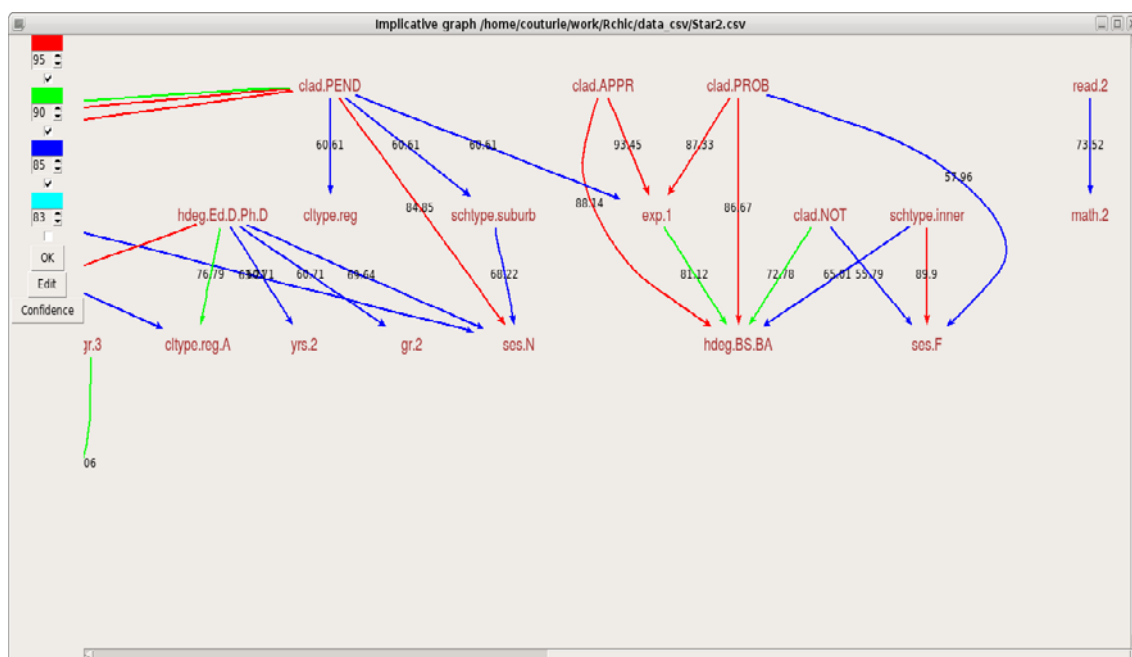 Implicative graph /home/couturie/work/Rchic/data_csv/Star2.csv
95
90
85
83
OK
Edit
Confidence
clad.PEND clad.APPR clad.PROB read.2
60.61 60.61 60.61 93.45 87.33 73.52
57.96
84.85 88.14 86.67
hdeg.Ed.D.Ph.D cltype.reg schtype.suburb exp.1 clad.NOT schtype.inner math.2
76.79 60.71 69.64 68.22 81.12 72.78 65.01 55.79 89.9
gr.3 cltype.reg.A yrs.2 gr.2 ses.N hdeg.BS.BA ses.F
06